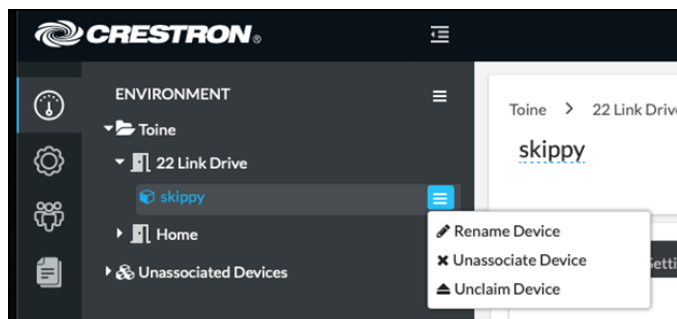 CRESTRON®
ENVIRONMENT
Toine
22 Link Drive
skippy
Home
Unassociated Devices
Toine > 22 Link Driv
skippy
Rename Device
Unassociate Device
Unclaim Device